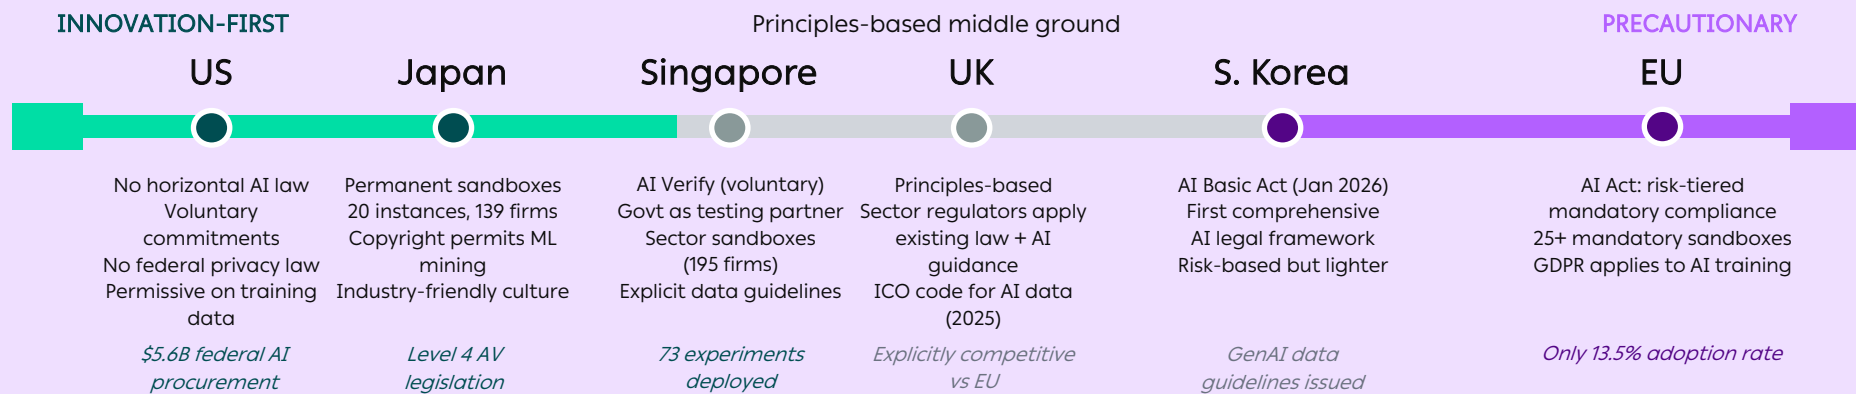 INNOVATION-FIRST
Principles-based middle ground
PRECAUTIONARY
US
Japan
Singapore
UK
S. Korea
EU
No horizontal AI law
Voluntary
commitments
No federal privacy law
Permissive on training
data
$5.6B federal AI
procurement
Permanent sandboxes
20 instances, 139 firms
Copyright permits ML
mining
Industry-friendly culture
Level 4 AV
legislation
AI Verify (voluntary)
Govt as testing partner
Sector sandboxes
(195 firms)
Explicit data guidelines
73 experiments
deployed
Principles-based
Sector regulators apply
existing law + AI
guidance
ICO code for AI data
(2025)
Explicitly competitive
vs EU
AI Basic Act (Jan 2026)
First comprehensive
AI legal framework
Risk-based but lighter
GenAI data
guidelines issued
AI Act: risk-tiered
mandatory compliance
25+ mandatory sandboxes
GDPR applies to AI training
Only 13.5% adoption rate